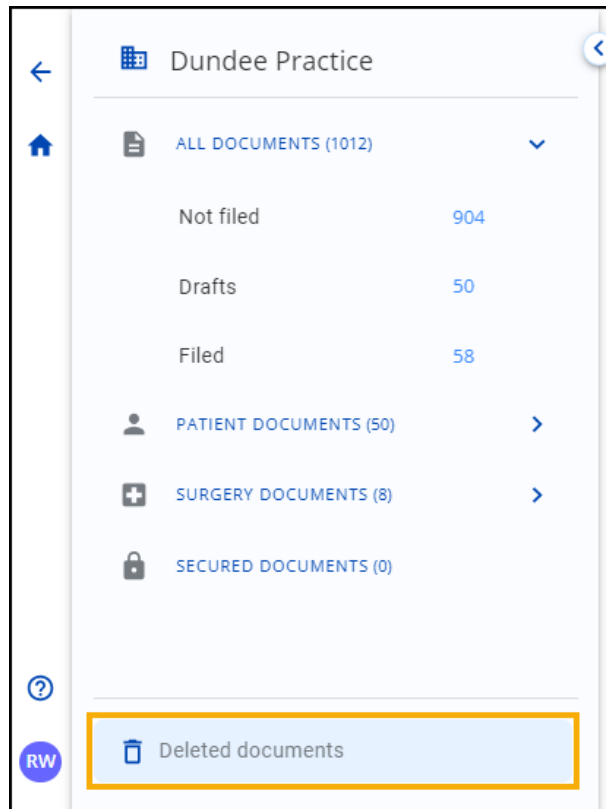 Dundee Practice
ALL DOCUMENTS (1012)
Not filed 904
Drafts 50
Filed 58
PATIENT DOCUMENTS (50)
SURGERY DOCUMENTS (8)
SECURED DOCUMENTS (0)
RW Deleted documents